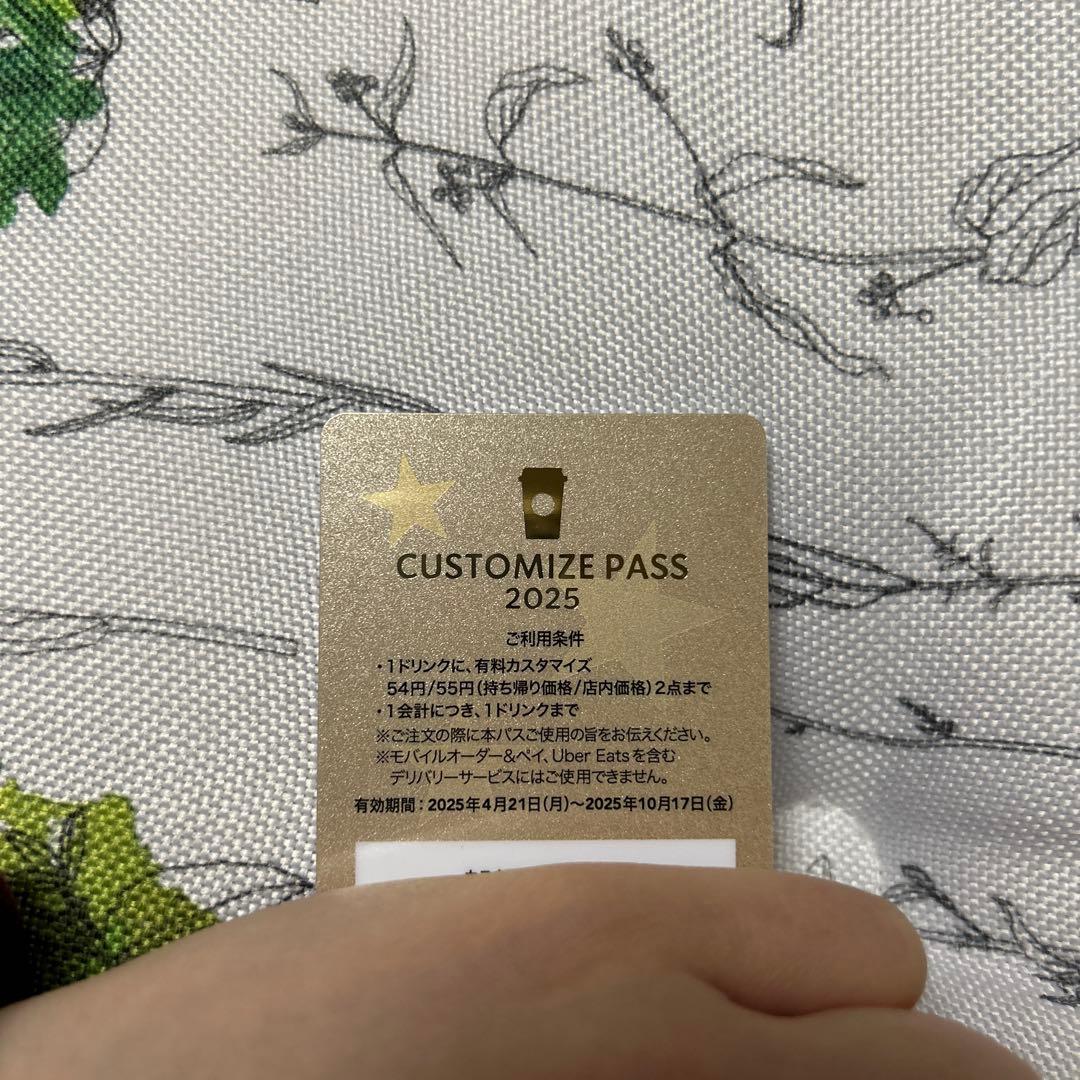 CUSTOMIZE PASS
2025
ご利用条件
・1ドリンクに、有料カスタマイズ
54円/55円(持ち帰り価格/店内価格)2点まで
・1会計につき、1ドリンクまで
※ご注文の際に本パスご使用の旨をお伝えください。
※モバイルオーダー&ペイ、Uber Eatsを含む
デリバリーサービスにはご使用できません。
有効期間:2025年4月21日(月)〜2025年10月17日(金)